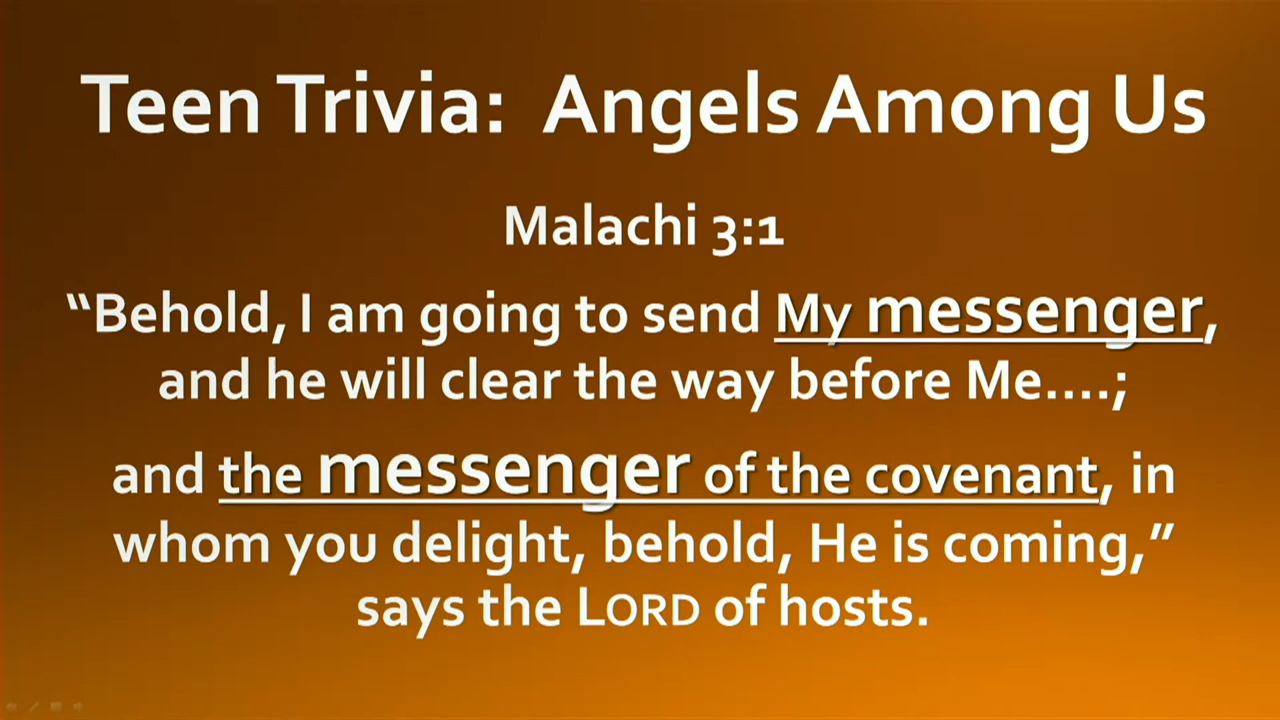 Teen Trivia:  Angels Among Us
Malachi 3:1
“Behold, I am going to send My messenger,
and he will clear the way before Me....;
and the messenger of the covenant, in
whom you delight, behold, He is coming,”
says the LORD of hosts.